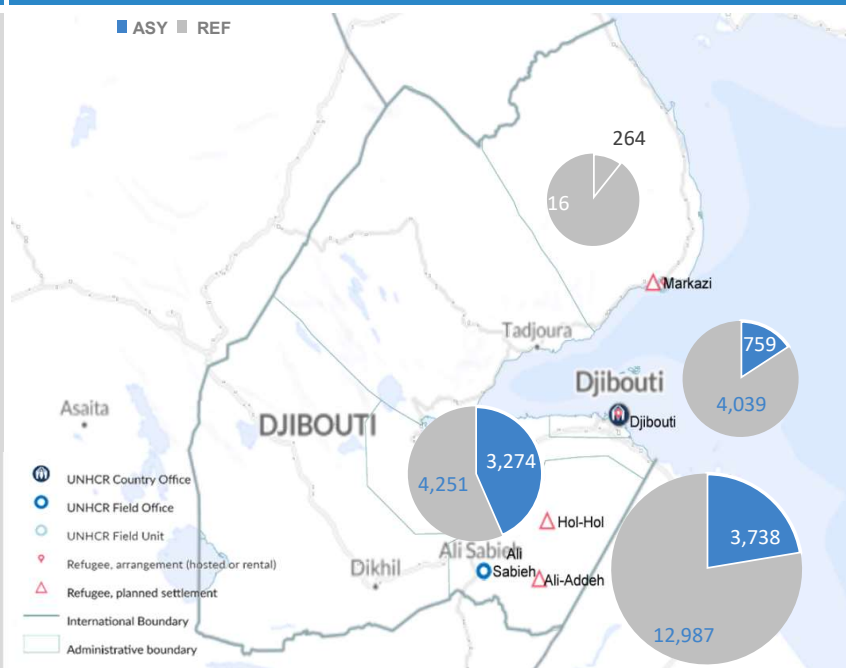 ASY REF
264
16
Markazi
Tadjoura
759
4,039
Djibouti
Djibouti
Asaita
DJIBOUTI
3,274
4,251
UNHCR Country Office
UNHCR Field Office
UNHCR Field Unit
Refugee, arrangement (hosted or rental)
Refugee, planned settlement
International Boundary
Administrative boundary
Hol-Hol
Ali Sabieh
Ali
Sabieh
Ali-Addeh
Dikhil
3,738
12,987